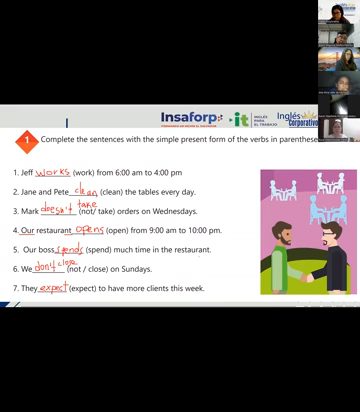 Insaforp
it
INGLÉS
PARA
EL TRABAJO
Inglés
corporativo
1 Complete the sentences with the simple present form of the verbs in parenthese
1. Jeff works (work) from 6:00 am to 4:00 pm
2. Jane and Pete clean (clean) the tables every day.
3. Mark doesn't take (not/ take) orders on Wednesdays.
4. Our restaurant opens (open) from 9:00 am to 10:00 pm.
5. Our boss spends (spend) much time in the restaurant.
6. We don't close (not / close) on Sundays.
7. They expect (expect) to have more clients this week.